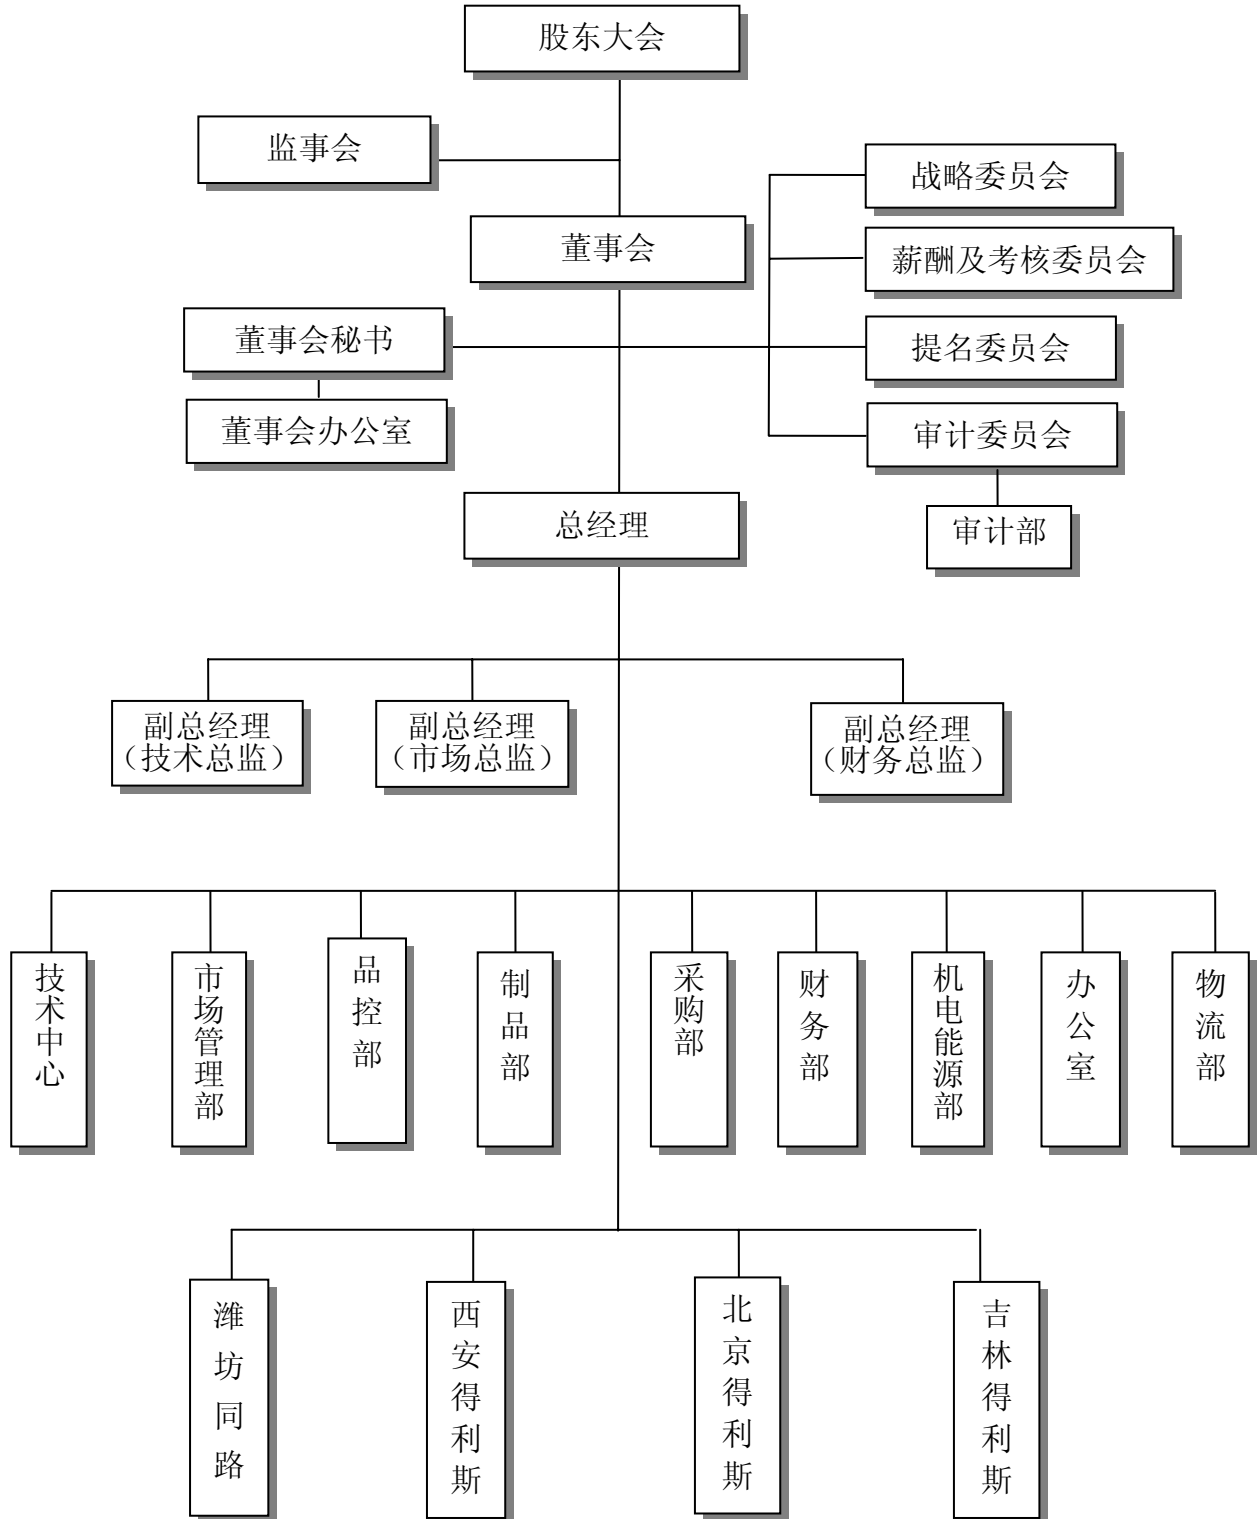 股东大会
监事会
战略委员会
董事会
薪酬及考核委员会
董事会秘书
提名委员会
董事会办公室
审计委员会
总经理
审计部
副总经理
（技术总监）
副总经理
（市场总监）
副总经理
（财务总监）
技术中心
市场管理部
品控部
制品部
采购部
财务部
机电能源部
办公室
物流部
潍坊同路
西安得利斯
北京得利斯
吉林得利斯